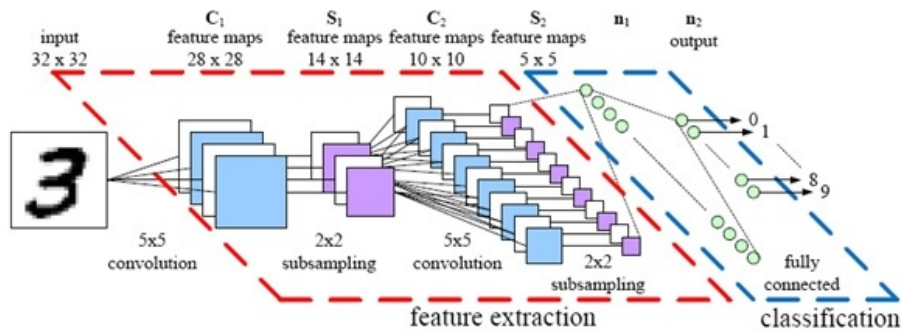 C1
S1
C2
S2
n1
n2
input
feature maps
feature maps
feature maps
feature maps
output
32 x 32
28 x 28
14 x 14
10 x 10
5 x 5
3
0
1
8
9
5x5
convolution
2x2
subsampling
5x5
convolution
2x2
subsampling
fully
connected
feature extraction
classification